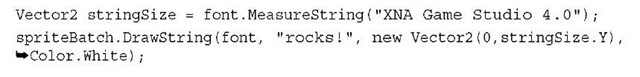 Vector2 stringSize = font.MeasureString("XNA Game Studio 4.0");
spriteBatch.DrawString(font, "rocks!", new Vector2(0,stringSize.Y),
➥Color.White);